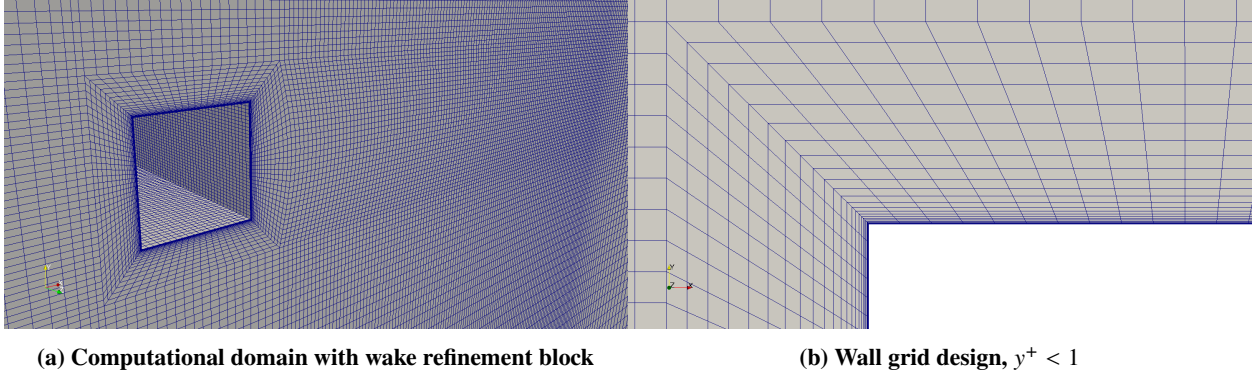 Y
Z X
(a) Computational domain with wake refinement block
(b) Wall grid design, y⁺ < 1